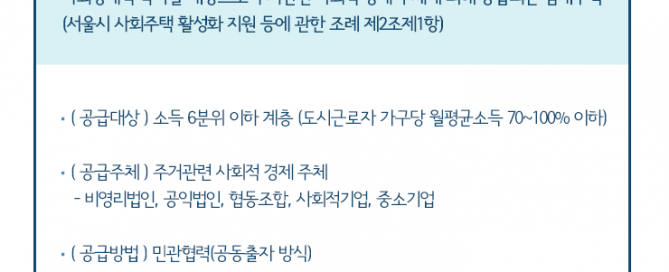 (서울시 사회주택 활성화 지원 등에 관한 조례 제2조제1항)
• ( 공급대상 ) 소득 6분위 이하 계층 (도시근로자 가구당 월평균소득 70~100% 이하)
• ( 공급주체 ) 주거관련 사회적 경제 주체
- 비영리법인, 공익법인, 협동조합, 사회적기업, 중소기업
• ( 공급방법 ) 민관협력(공동출자 방식)